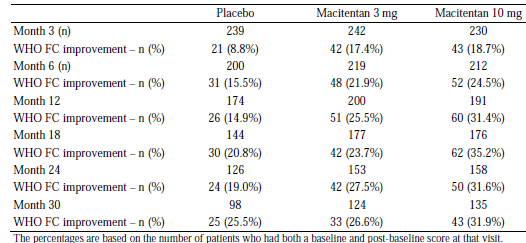 Placebo Macitentan 3 mg Macitentan 10 mg
Month 3 (n) 239 242 230
WHO FC improvement – n (%) 21 (8.8%) 42 (17.4%) 43 (18.7%)
Month 6 (n) 200 219 212
WHO FC improvement – n (%) 31 (15.5%) 48 (21.9%) 52 (24.5%)
Month 12 174 200 191
WHO FC improvement – n (%) 26 (14.9%) 51 (25.5%) 60 (31.4%)
Month 18 144 177 176
WHO FC improvement – n (%) 30 (20.8%) 42 (23.7%) 62 (35.2%)
Month 24 126 153 158
WHO FC improvement – n (%) 24 (19.0%) 42 (27.5%) 50 (31.6%)
Month 30 98 124 135
WHO FC improvement – n (%) 25 (25.5%) 33 (26.6%) 43 (31.9%)
The percentages are based on the number of patients who had both a baseline and post-baseline score at that visit.